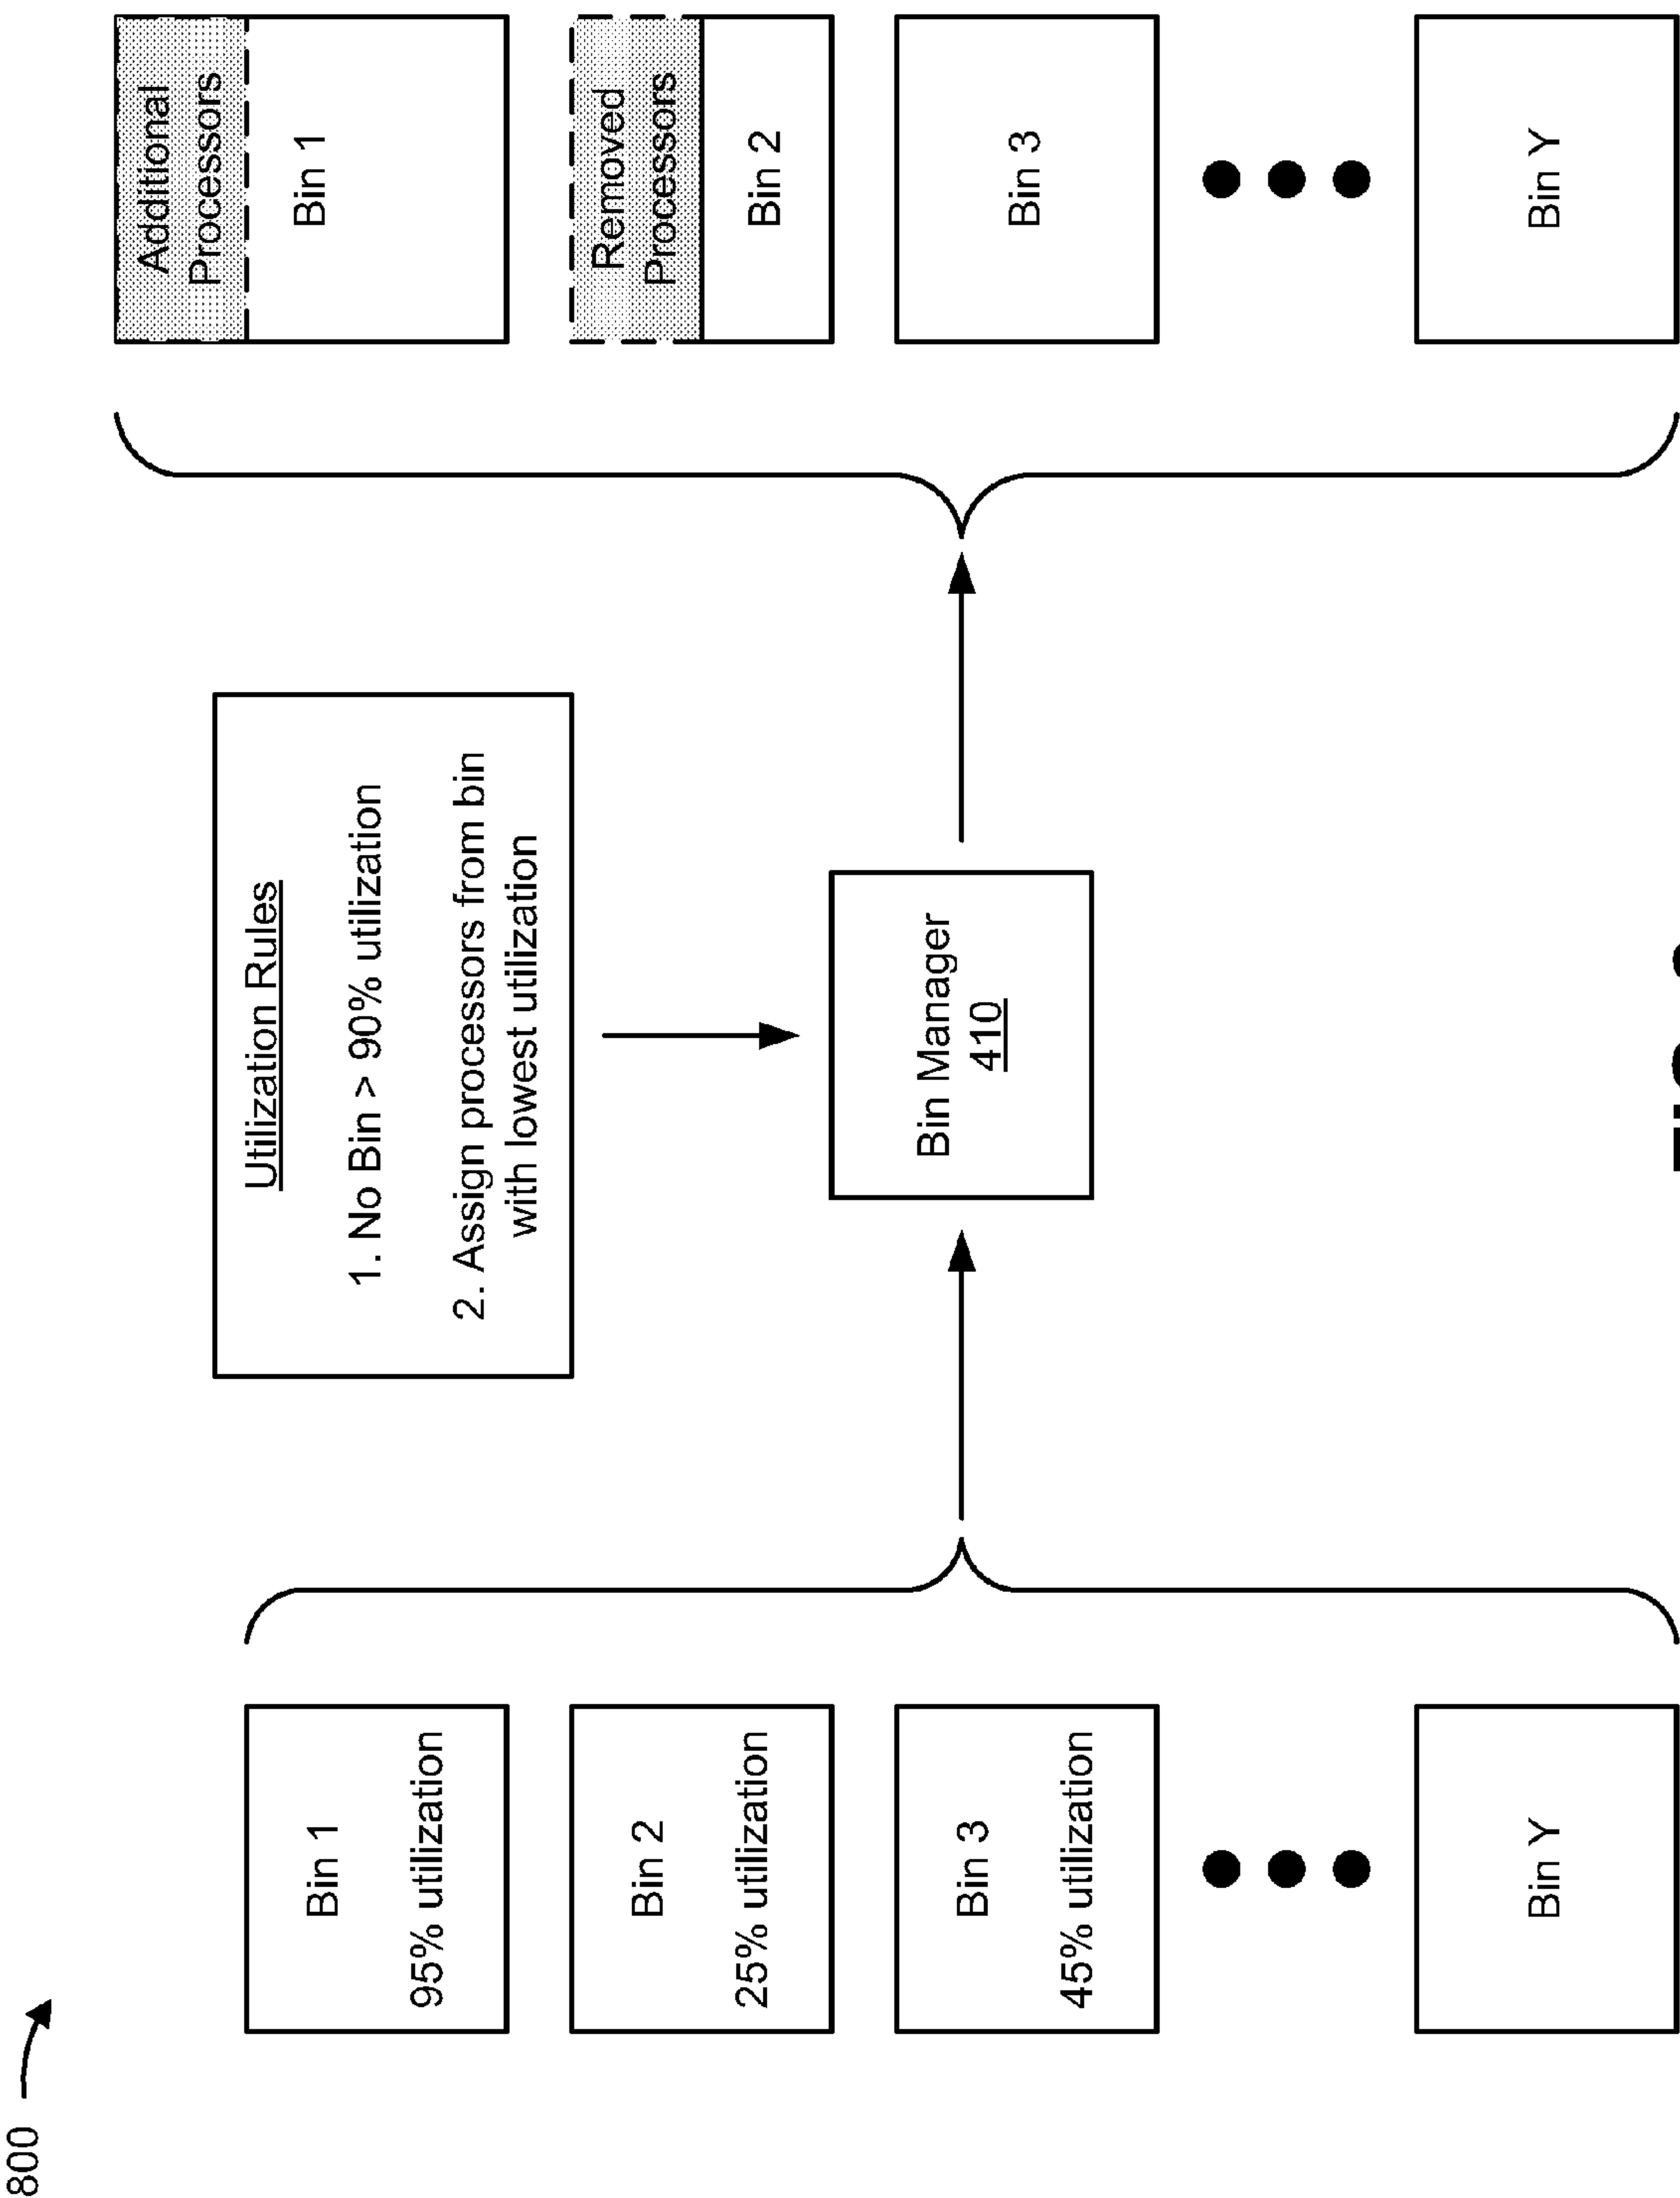 800
Bin 1
95% utilization
Bin 2
25% utilization
Bin 3
45% utilization
Bin Y
Utilization Rules
1. No Bin > 90% utilization
2. Assign processors from bin
with lowest utilization
Bin Manager
410
Additional
Processors
Bin 1
Removed
Processors
Bin 2
Bin 3
Bin Y